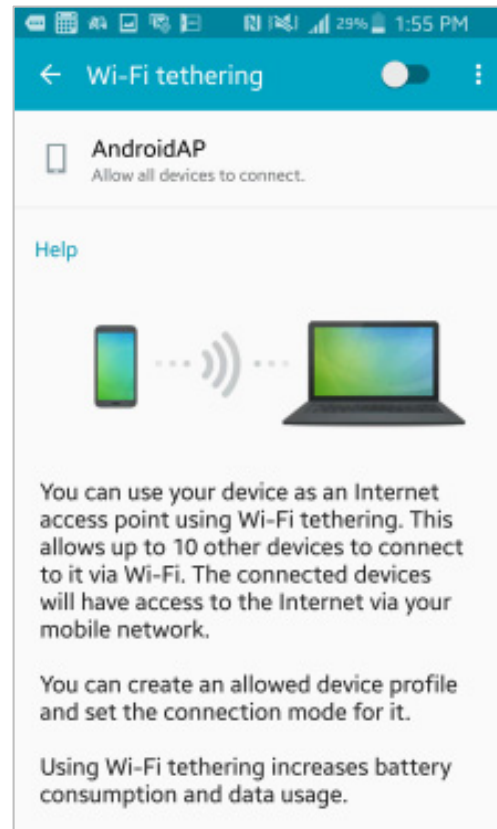 29% 1:55 PM
Wi-Fi tethering
AndroidAP
Allow all devices to connect.
Help
You can use your device as an Internet
access point using Wi-Fi tethering. This
allows up to 10 other devices to connect
to it via Wi-Fi. The connected devices
will have access to the Internet via your
mobile network.
You can create an allowed device profile
and set the connection mode for it.
Using Wi-Fi tethering increases battery
consumption and data usage.